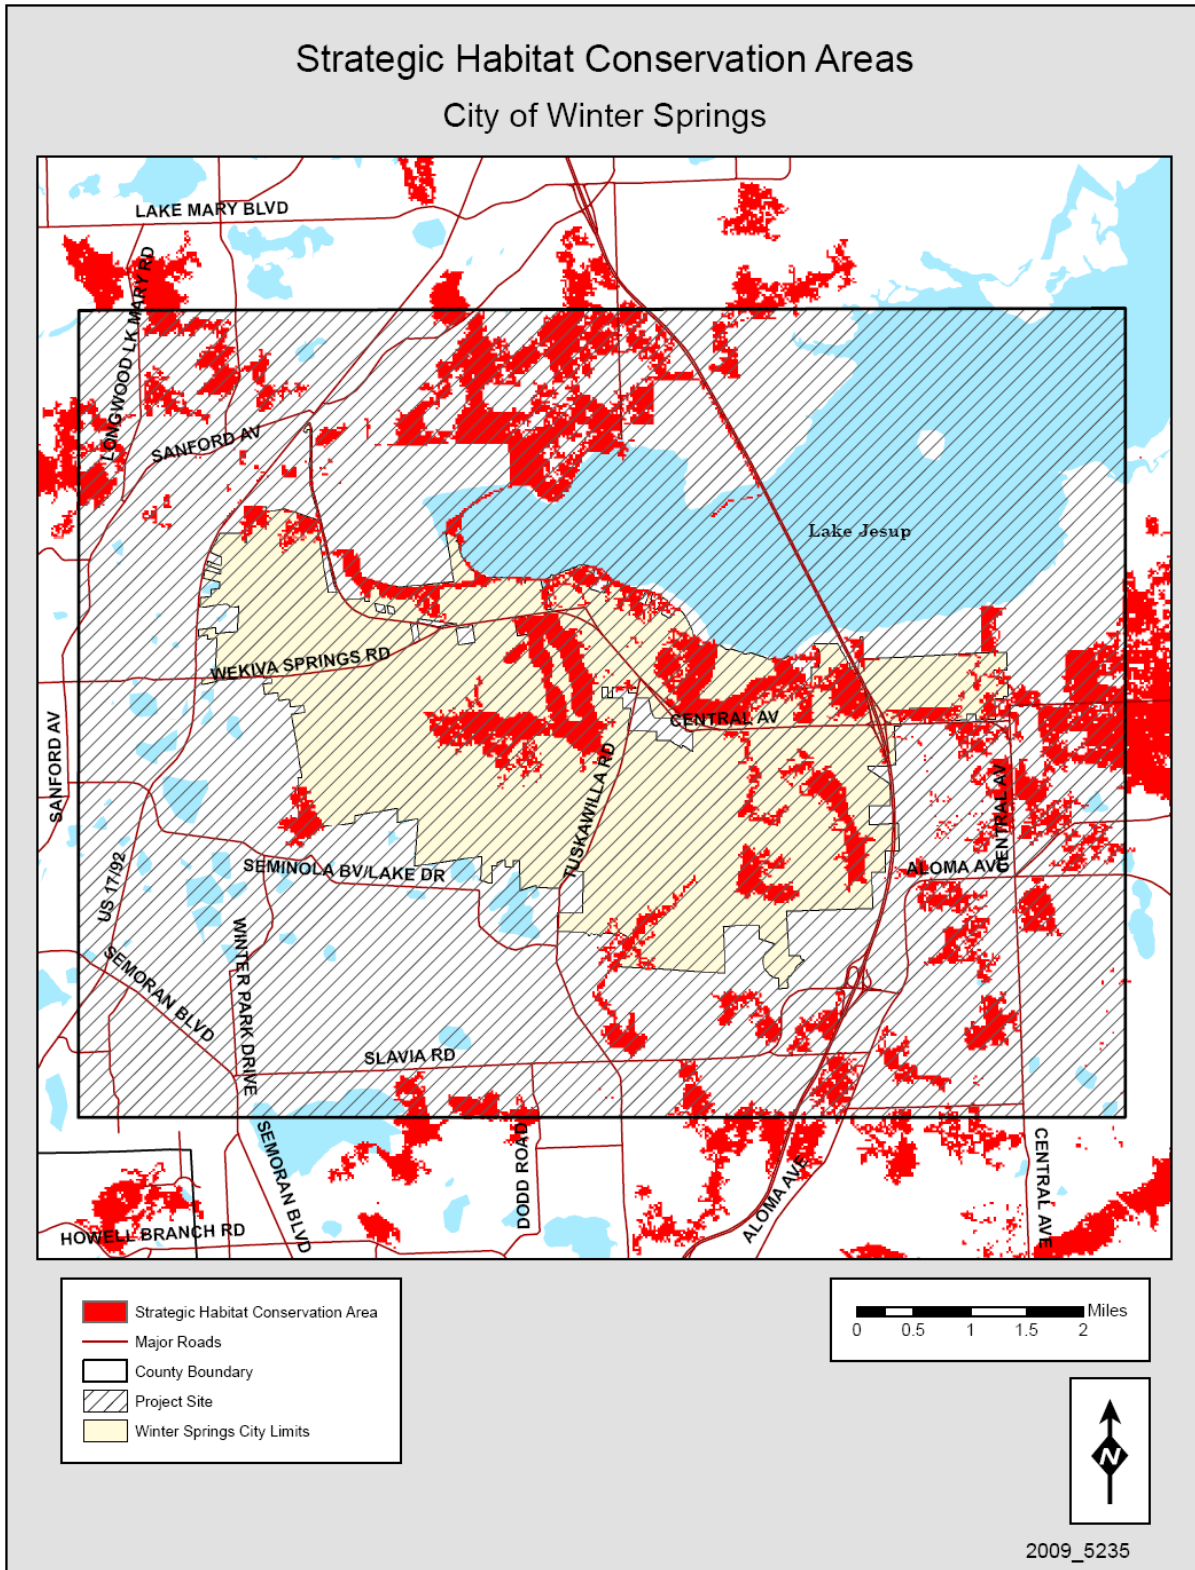 Strategic Habitat Conservation Areas
City of Winter Springs
LAKE MARY BLVD
LONGWOOD LK MARY RD
SANFORD AV
Lake Jesup
WEKIVA SPRINGS RD
CENTRAL AV
SANFORD AV
TUSKAWILLA RD
CENTRAL AV
US 17/92
SEMINOLA BV/LAKE DR
ALOMA AVE
WINTER PARK DRIVE
SEMORAN BLVD
SLAVIA RD
SEMORAN BLVD
DODD ROAD
ALOMA AVE
CENTRAL AVE
HOWELL BRANCH RD
Strategic Habitat Conservation Area
Major Roads
County Boundary
Project Site
Winter Springs City Limits
Miles
0 0.5 1 1.5 2
N
2009_5235